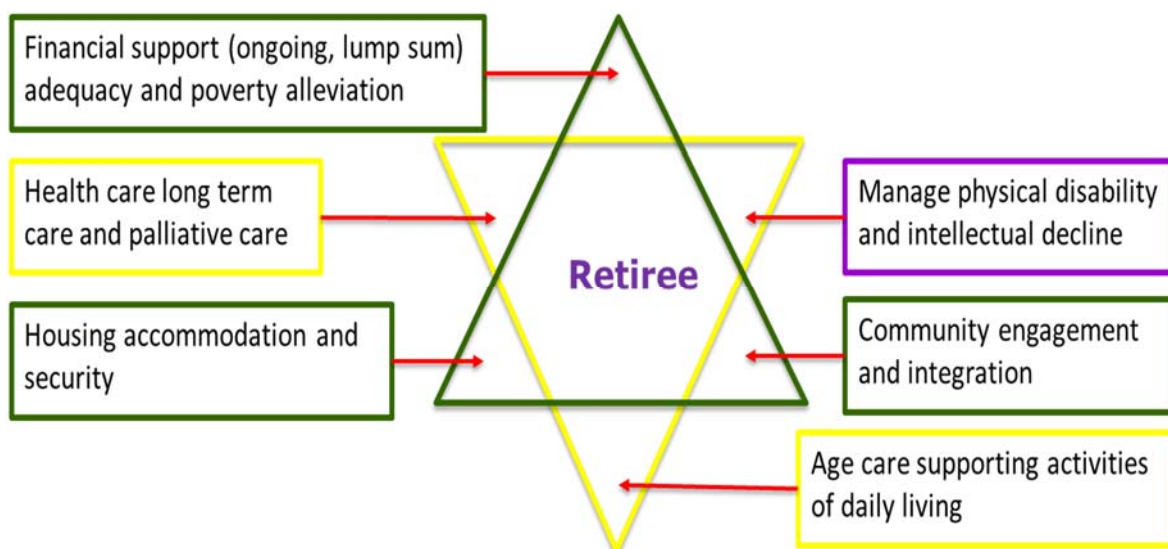 Financial support (ongoing, lump sum)
adequacy and poverty alleviation
Health care long term
care and palliative care
Manage physical disability
and intellectual decline
Retiree
Housing accommodation and
security
Community engagement
and integration
Age care supporting activities
of daily living